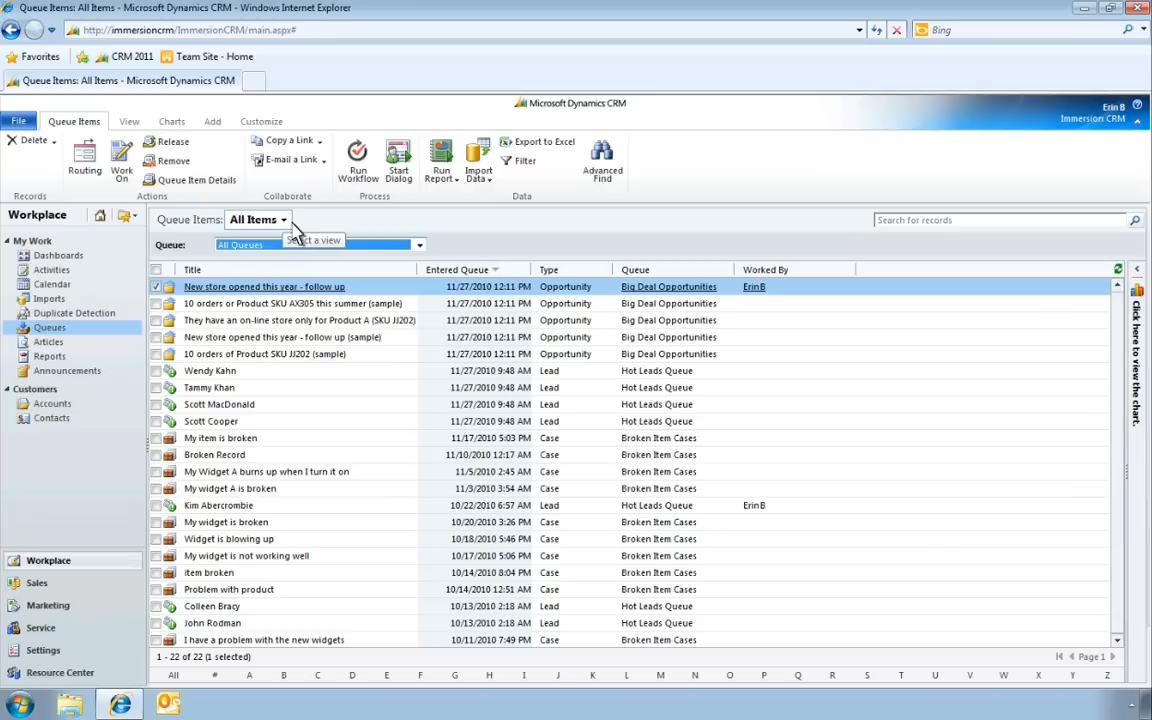 Queue Items: All Items - Microsoft Dynamics CRM - Windows Internet Explorer
http://immersioncrm/ImmersionCRM/main.aspx#
Bing
Favorites CRM 2011 Team Site - Home
Queue Items: All Items - Microsoft Dynamics CRM
Microsoft Dynamics CRM
Erin B
Immersion CRM
File Queue Items View Charts Add Customize
Delete Routing Work On Release Copy a Link Run Workflow Start Dialog Run Report Import Data Export to Excel Advanced Find
Remove E-mail a Link Filter
Queue Item Details
Records Actions Collaborate Process Data
Workplace
Queue Items: All Items
Search for records
Select a view
Queue: All Queues
My Work
Dashboards
Activities
Calendar
Imports
Duplicate Detection
Queues
Articles
Reports
Announcements
Customers
Accounts
Contacts
Title Entered Queue Type Queue Worked By
New store opened this year - follow up 11/27/2010 12:11 PM Opportunity Big Deal Opportunities ErinB
10 orders or Product SKU AX305 this summer (sample) 11/27/2010 12:11 PM Opportunity Big Deal Opportunities
They have an on-line store only for Product A (SKU JJ202) 11/27/2010 12:11 PM Opportunity Big Deal Opportunities
New store opened this year - follow up (sample) 11/27/2010 12:11 PM Opportunity Big Deal Opportunities
10 orders of Product SKU JJ202 (sample) 11/27/2010 12:11 PM Opportunity Big Deal Opportunities
Wendy Kahn 11/27/2010 9:48 AM Lead Hot Leads Queue
Tammy Khan 11/27/2010 9:48 AM Lead Hot Leads Queue
Scott MacDonald 11/27/2010 9:48 AM Lead Hot Leads Queue
Scott Cooper 11/27/2010 9:48 AM Lead Hot Leads Queue
My item is broken 11/17/2010 5:03 PM Case Broken Item Cases
Broken Record 11/10/2010 12:17 AM Case Broken Item Cases
My Widget A burns up when I turn it on 11/5/2010 2:45 AM Case Broken Item Cases
My widget A is broken 11/3/2010 3:54 AM Case Broken Item Cases
Kim Abercrombie 10/22/2010 6:57 AM Lead Hot Leads Queue ErinB
My widget is broken 10/20/2010 3:26 PM Case Broken Item Cases
Widget is blowing up 10/18/2010 5:46 PM Case Broken Item Cases
My widget is not working well 10/17/2010 5:06 PM Case Broken Item Cases
item broken 10/14/2010 8:04 PM Case Broken Item Cases
Problem with product 10/14/2010 12:51 AM Case Broken Item Cases
Colleen Bracy 10/13/2010 2:18 AM Lead Hot Leads Queue
John Rodman 10/13/2010 2:18 AM Lead Hot Leads Queue
I have a problem with the new widgets 10/11/2010 7:49 PM Case Broken Item Cases
Click here to view the chart.
Workplace
Sales
Marketing
Service
Settings
Resource Center
1 - 22 of 22 (1 selected) Page 1
All # A B C D E F G H I J K L M N O P Q R S T U V W X Y Z